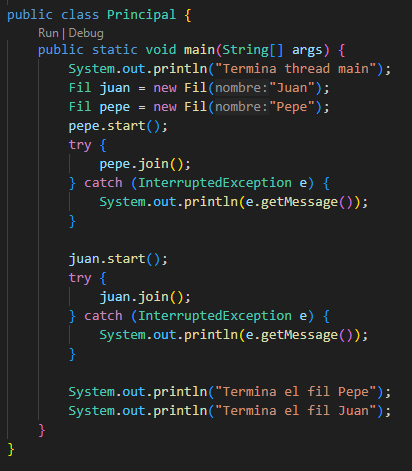 public class Principal {
Run | Debug
public static void main(String[] args) {
System.out.println("Termina thread main");
Fil juan = new Fil(nombre:"Juan");
Fil pepe = new Fil(nombre:"Pepe");
pepe.start();
try {
pepe.join();
} catch (InterruptedException e) {
System.out.println(e.getMessage());
}
juan.start();
try {
juan.join();
} catch (InterruptedException e) {
System.out.println(e.getMessage());
}
System.out.println("Termina el fil Pepe");
System.out.println("Termina el fil Juan");
}
}